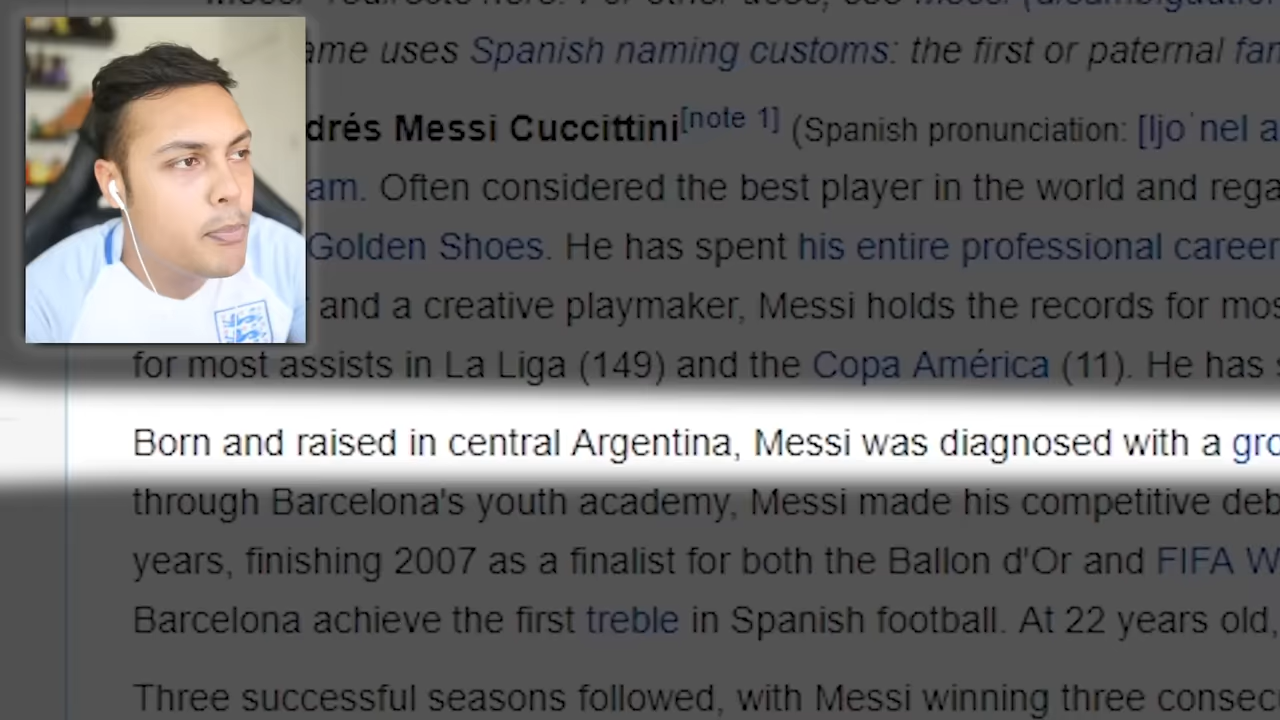 ame uses Spanish naming customs: the first or paternal fam
drés Messi Cuccittini[note 1] (Spanish pronunciation: [ljoˈnel a
am. Often considered the best player in the world and rega
Golden Shoes. He has spent his entire professional career
and a creative playmaker, Messi holds the records for mos
for most assists in La Liga (149) and the Copa América (11). He has s
Born and raised in central Argentina, Messi was diagnosed with a gro
through Barcelona's youth academy, Messi made his competitive deb
years, finishing 2007 as a finalist for both the Ballon d'Or and FIFA W
Barcelona achieve the first treble in Spanish football. At 22 years old,
Three successful seasons followed, with Messi winning three consec